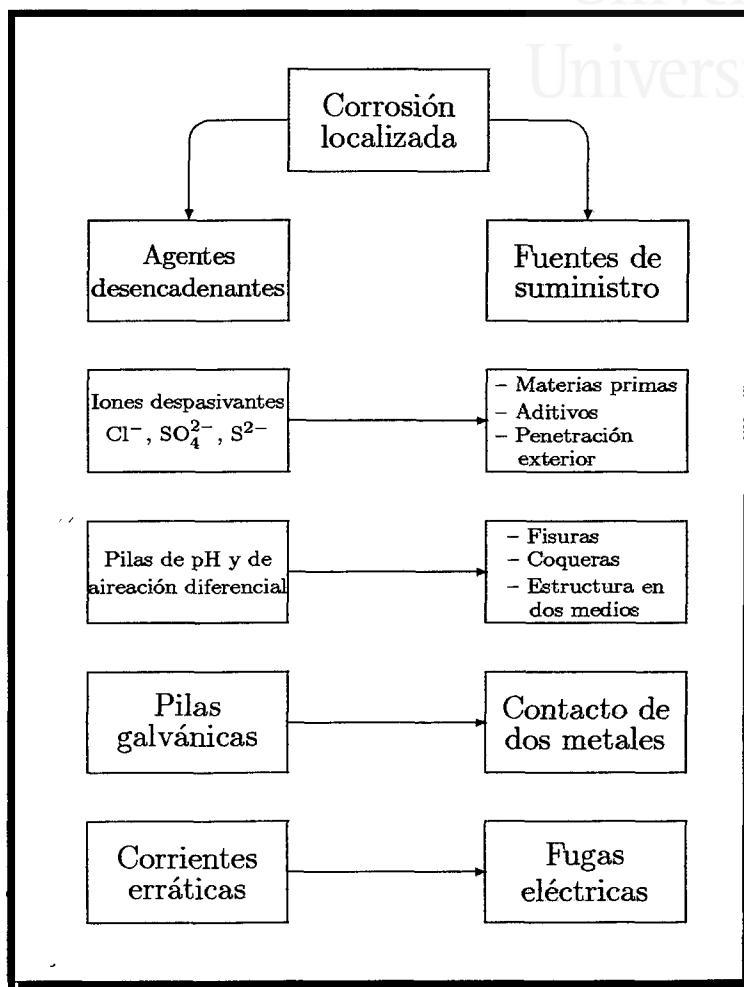 Univers
Corrosión
localizada
Agentes
desencadenantes
Fuentes de
suministro
Iones despasivantes
Cl⁻, SO₄²⁻, S²⁻
– Materias primas
– Aditivos
– Penetración
exterior
Pilas de pH y de
aireación diferencial
– Fisuras
– Coqueras
– Estructura en
dos medios
Pilas
galvánicas
Contacto de
dos metales
Corrientes
erráticas
Fugas
eléctricas